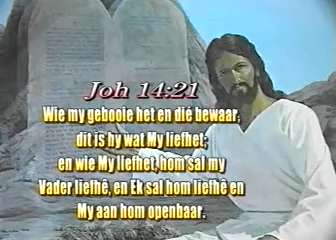 Joh 14:21
Wie my gebooie het en dié bewaar,
dit is hy wat My liefhet;
en wie My liefhet, hom sal my
Vader liefhê, en Ek sal hom liefhê en
My aan hom openbaar.